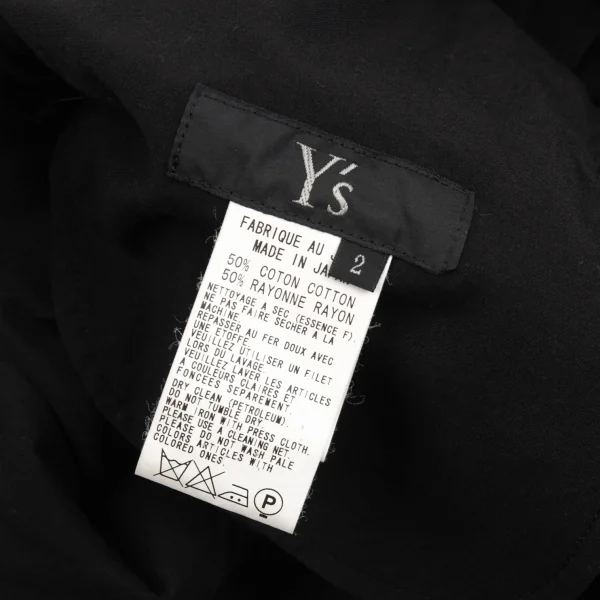 Y's
2
FABRIQUE AU
MADE IN
50% COTON COTTON
50% RAYONNE RAYON
NETTOYAGE A SEC (ESSENCE F).
NE PAS FAIRE SECHER A LA
MACHINE
REPASSER AU FER DOUX AVEC
UNE ETOFFE.
VEUILLEZ UTILISER UN FILET
LORS DU LAVAGE
VEUILLEZ LAVER LES ARTICLES
A COULEURS CLAIRES ET
FONCEES SEPAREMENT.
DRY CLEAN (PETROLEUM).
DO NOT TUMBLE DRY
WARM IRON WITH PRESS CLOTH.
PLEASE USE A CLEANING NET.
PLEASE DO NOT WASH PALE
COLORS ARTICLES WITH
COLORED ONES.
P